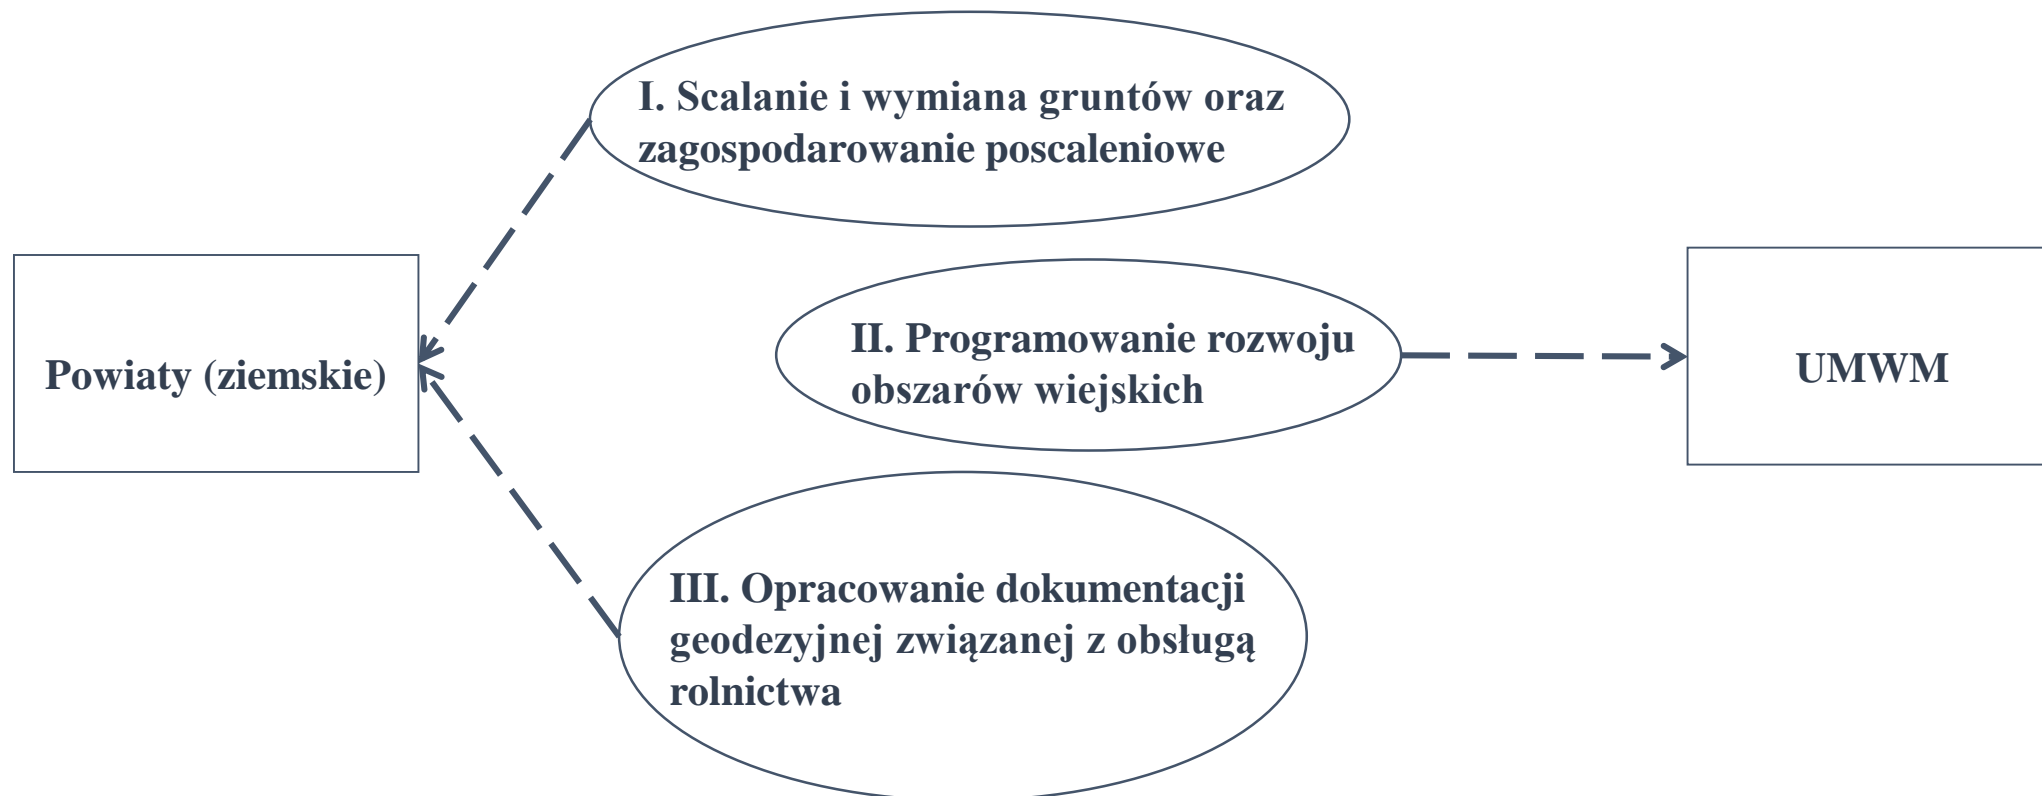 I. Scalanie i wymiana gruntów oraz
zagospodarowanie poscaleniowe
Powiaty (ziemskie)
II. Programowanie rozwoju
obszarów wiejskich
UMWM
III. Opracowanie dokumentacji
geodezyjnej związanej z obsługą
rolnictwa